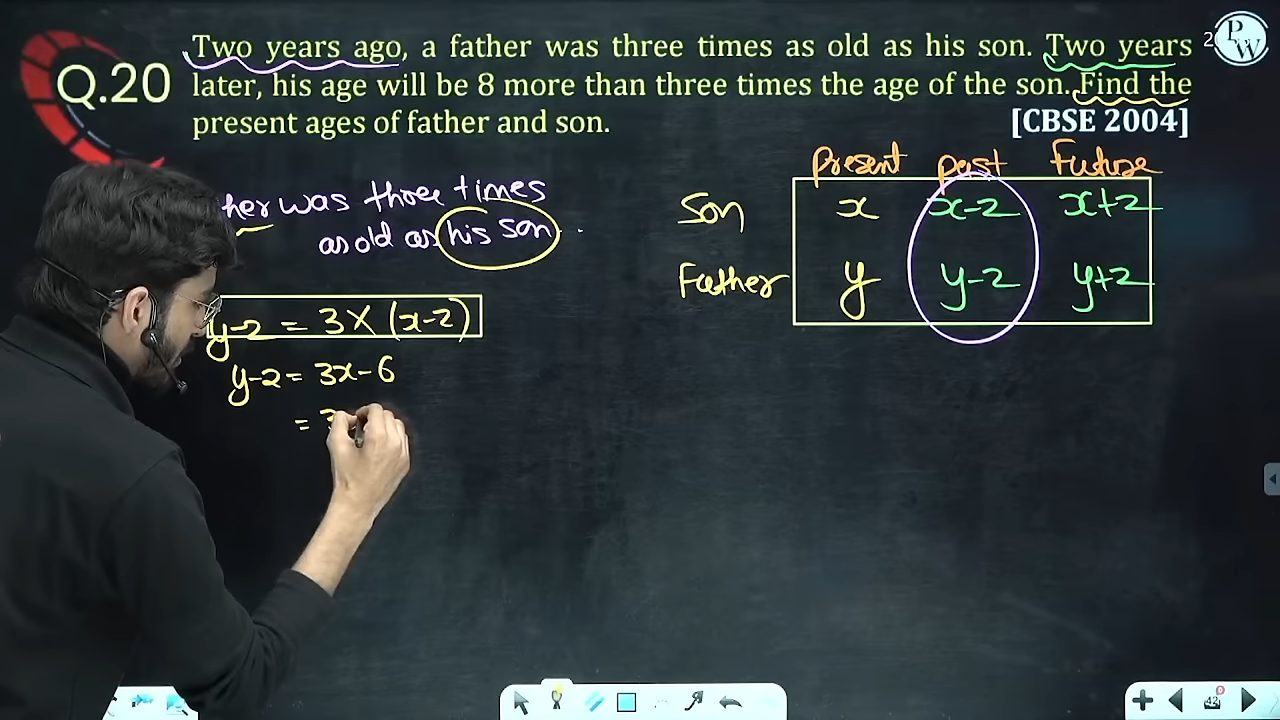 Q.20
Two years ago, a father was three times as old as his son. Two years
later, his age will be 8 more than three times the age of the son. Find the
present ages of father and son.
[CBSE 2004]
2
PW
her was three times
as old as his son ..
y-2 = 3×(x-2)
y-2 = 3x-6
=
Present Past Future
Son x x-2 x+2
Father y y-2 y+2
42